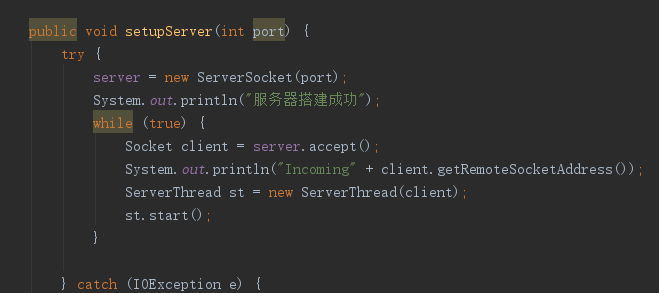 public void setupServer(int port) {
try {
server = new ServerSocket(port);
System.out.println("服务器搭建成功");
while (true) {
Socket client = server.accept();
System.out.println("Incoming" + client.getRemoteSocketAddress());
ServerThread st = new ServerThread(client);
st.start();
}
} catch (IOException e) {